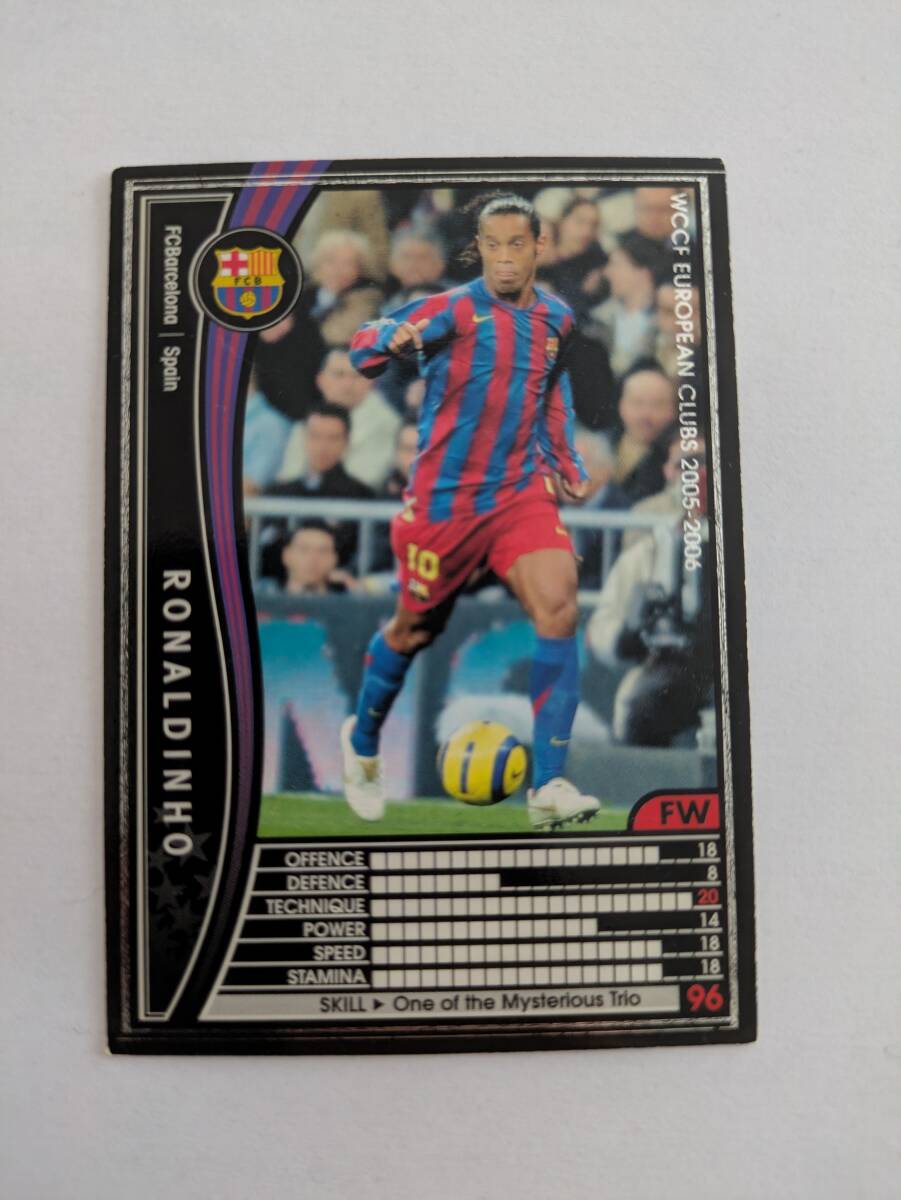 WCCF EUROPEAN CLUBS 2005-2006
FCBarcelona | Spain
FCB
RONALDINHO
10
FW
OFFENCE 18
DEFENCE 8
TECHNIQUE 20
POWER 14
SPEED 18
STAMINA 18
SKILL ▶ One of the Mysterious Trio 96